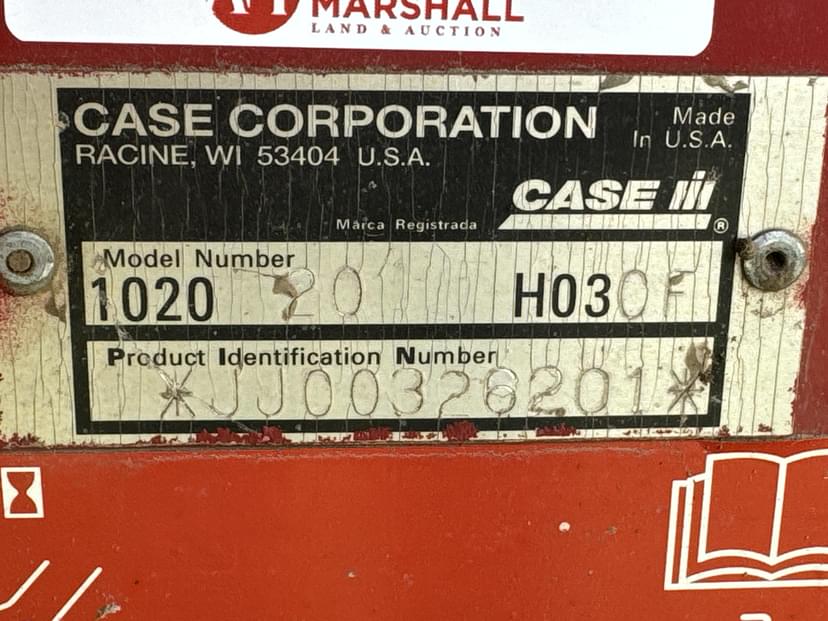 MARSHALL
LAND & AUCTION
CASE CORPORATION
RACINE, WI 53404 U.S.A.
Made
In U.S.A.
CASE IH
Marca Registrada
®
Model Number
1020 20 H030F
Product Identification Number
*JJ00326201*